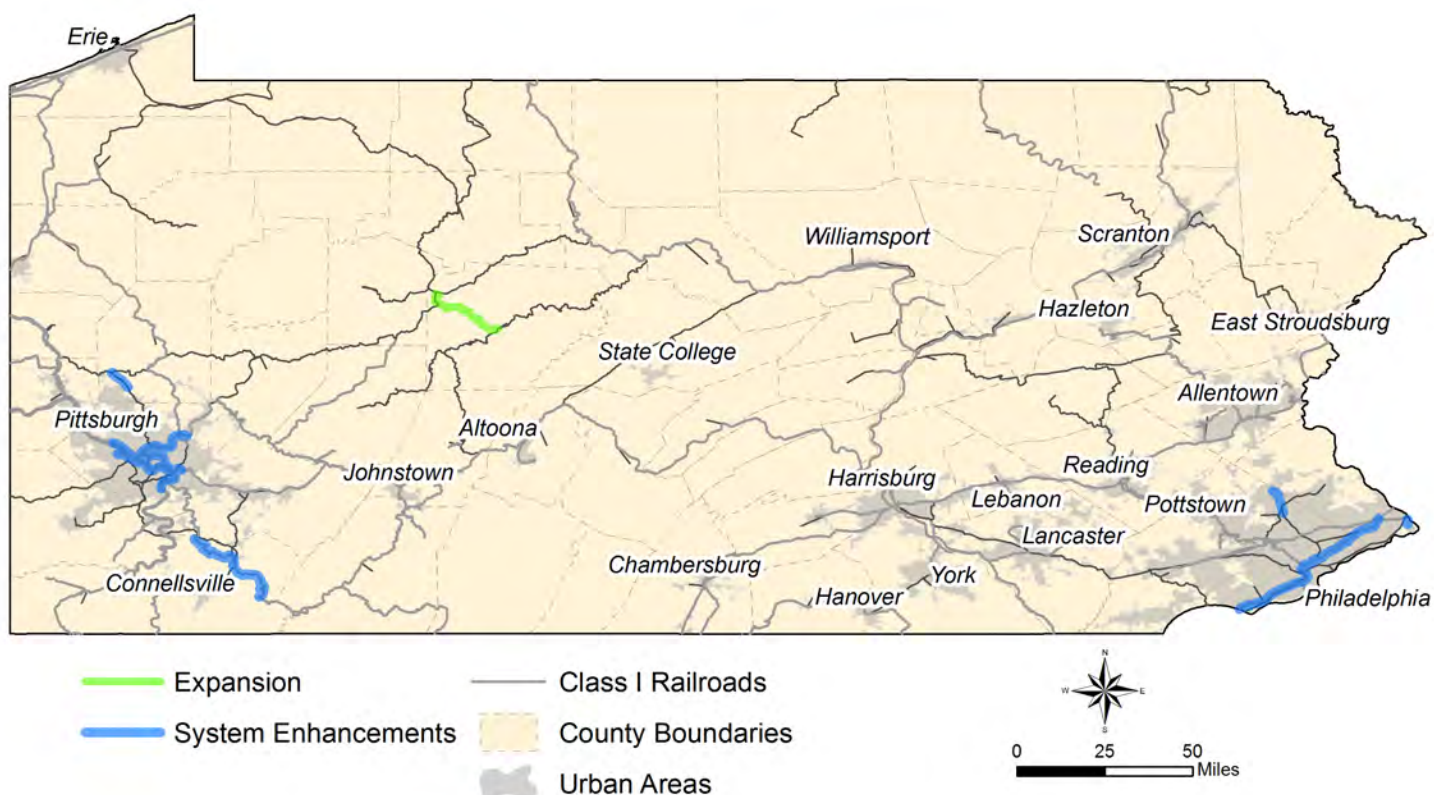 Erie
Williamsport
Scranton
Hazleton
East Stroudsburg
State College
Allentown
Pittsburgh
Altoona
Johnstown
Harrisburg
Reading
Lebanon
Pottstown
Lancaster
Connellsville
Chambersburg
York
Hanover
Philadelphia
Expansion
System Enhancements
Class I Railroads
County Boundaries
Urban Areas
N
W E
S
0 25 50
Miles